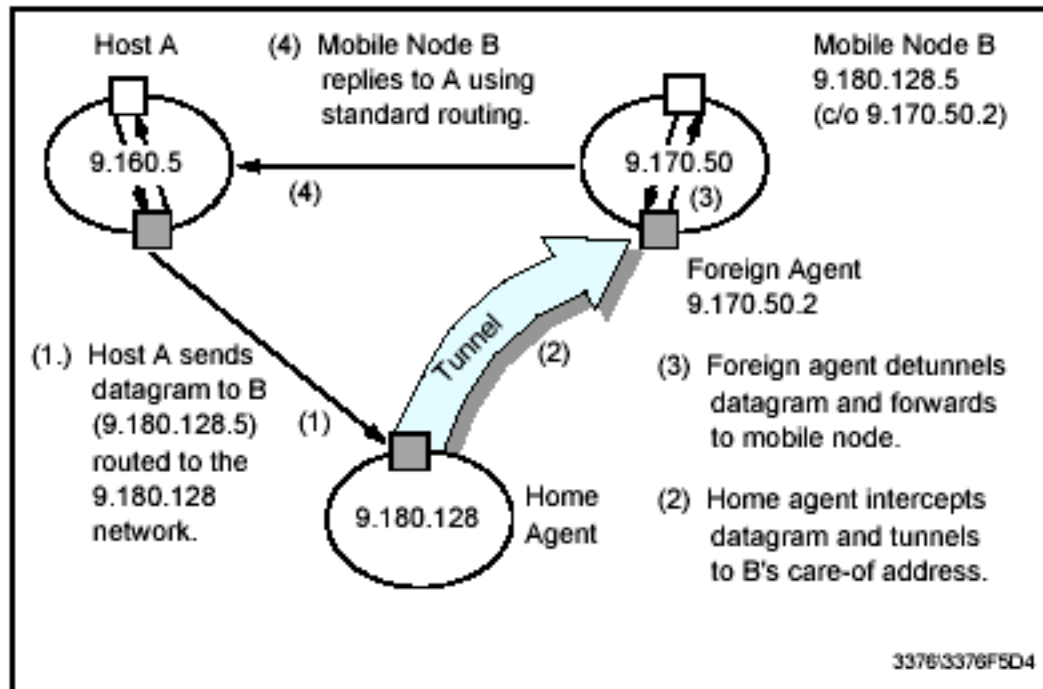 Host A
(4) Mobile Node B
replies to A using
standard routing.
Mobile Node B
9.180.128.5
(c/o 9.170.50.2)
9.160.5
9.170.50
(3)
(4)
Foreign Agent
9.170.50.2
Tunnel
(2)
(1.) Host A sends
datagram to B
(9.180.128.5)
routed to the
9.180.128
network.
(1)
(3) Foreign agent detunnels
datagram and forwards
to mobile node.
9.180.128
Home
Agent
(2) Home agent intercepts
datagram and tunnels
to B's care-of address.
3376\3376F5D4